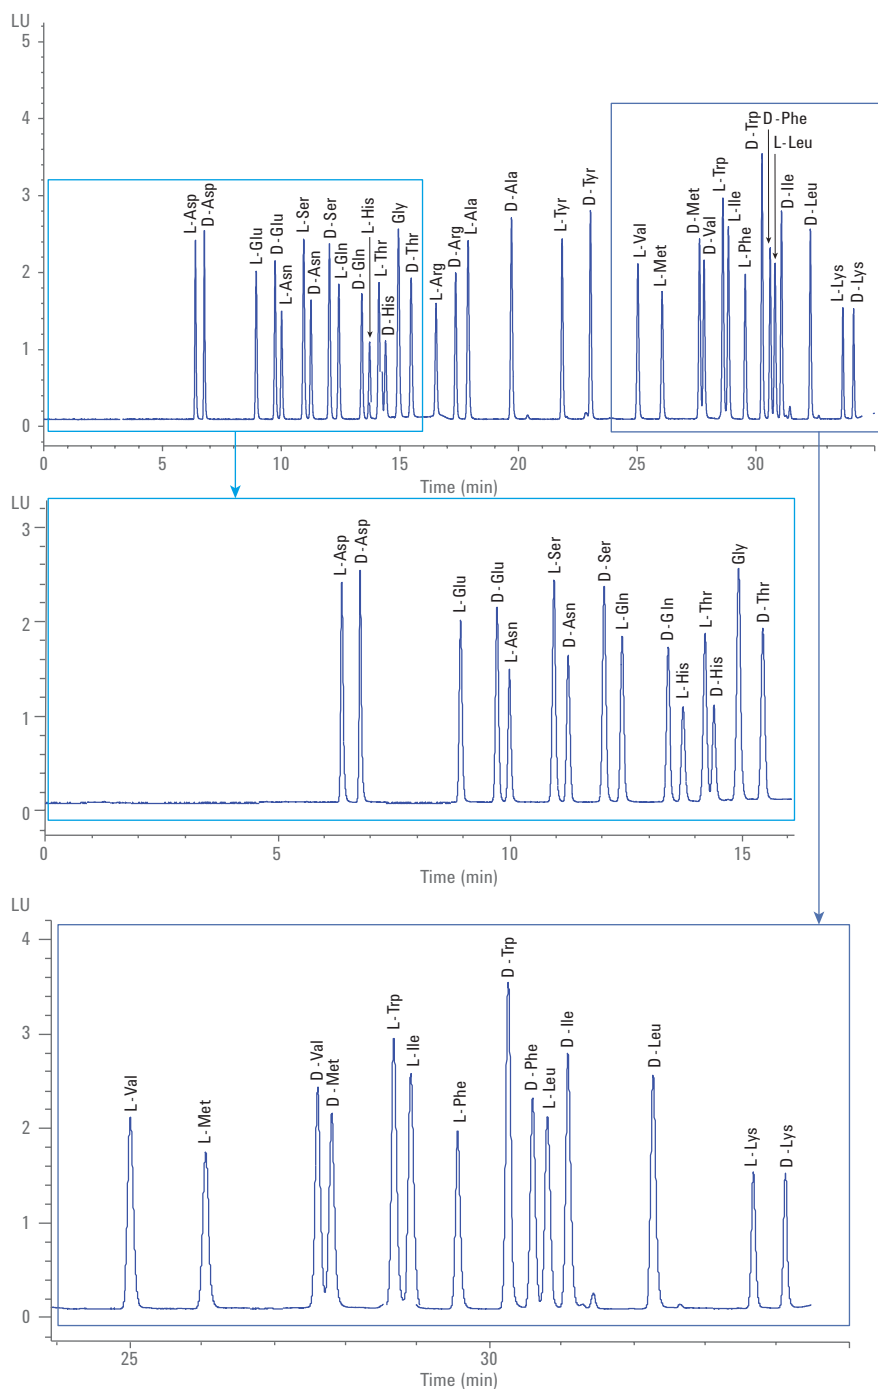 LU
5
4
3
2
1
0
L-Asp
D-Asp
L-Glu
D-Glu
L-Asn
L-Ser
D-Asn
D-Ser
L-Gln
D-Gln
L-His
L-Thr
D-His
Gly
D-Thr
L-Arg
D-Arg
L-Ala
D-Ala
L-Tyr
D-Tyr
L-Val
L-Met
D-Met
D-Val
L-Trp
L-Ile
L-Phe
D-Trp
D-Phe
L-Leu
D-Ile
D-Leu
L-Lys
D-Lys
0 5 10 15 20 25 30
Time (min)
LU
3
2
1
0
L-Asp
D-Asp
L-Glu
D-Glu
L-Asn
L-Ser
D-Asn
D-Ser
L-Gln
D-Gln
L-His
L-Thr
D-His
Gly
D-Thr
0 5 10 15
Time (min)
LU
4
3
2
1
0
L-Val
L-Met
D-Val
D-Met
L-Trp
L-Ile
L-Phe
D-Trp
D-Phe
L-Leu
D-Ile
D-Leu
L-Lys
D-Lys
25 30
Time (min)